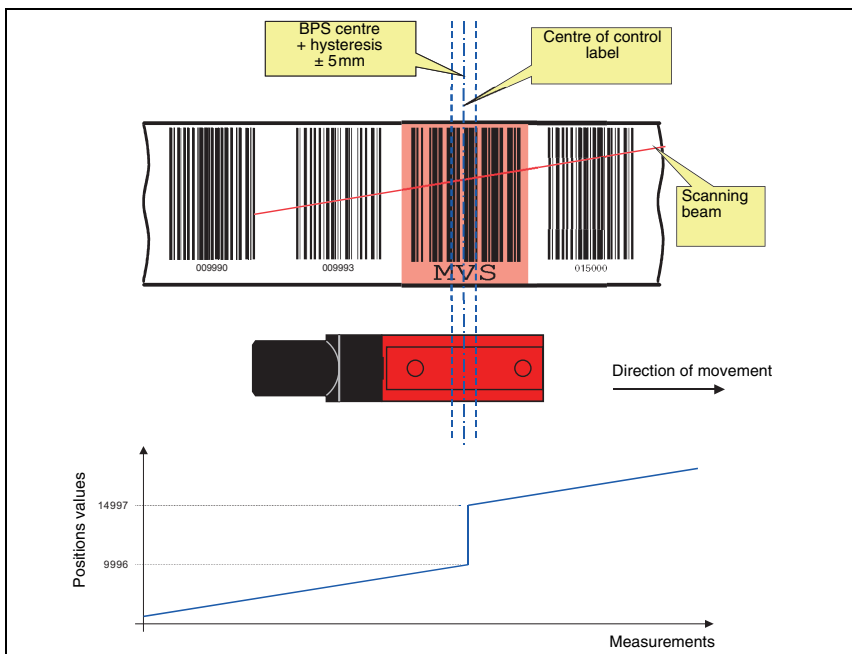 BPS centre
+ hysteresis
± 5mm
Centre of control
label
Scanning
beam
009990
009993
MVS
015000
Direction of movement
Positions values
14997
9996
Measurements